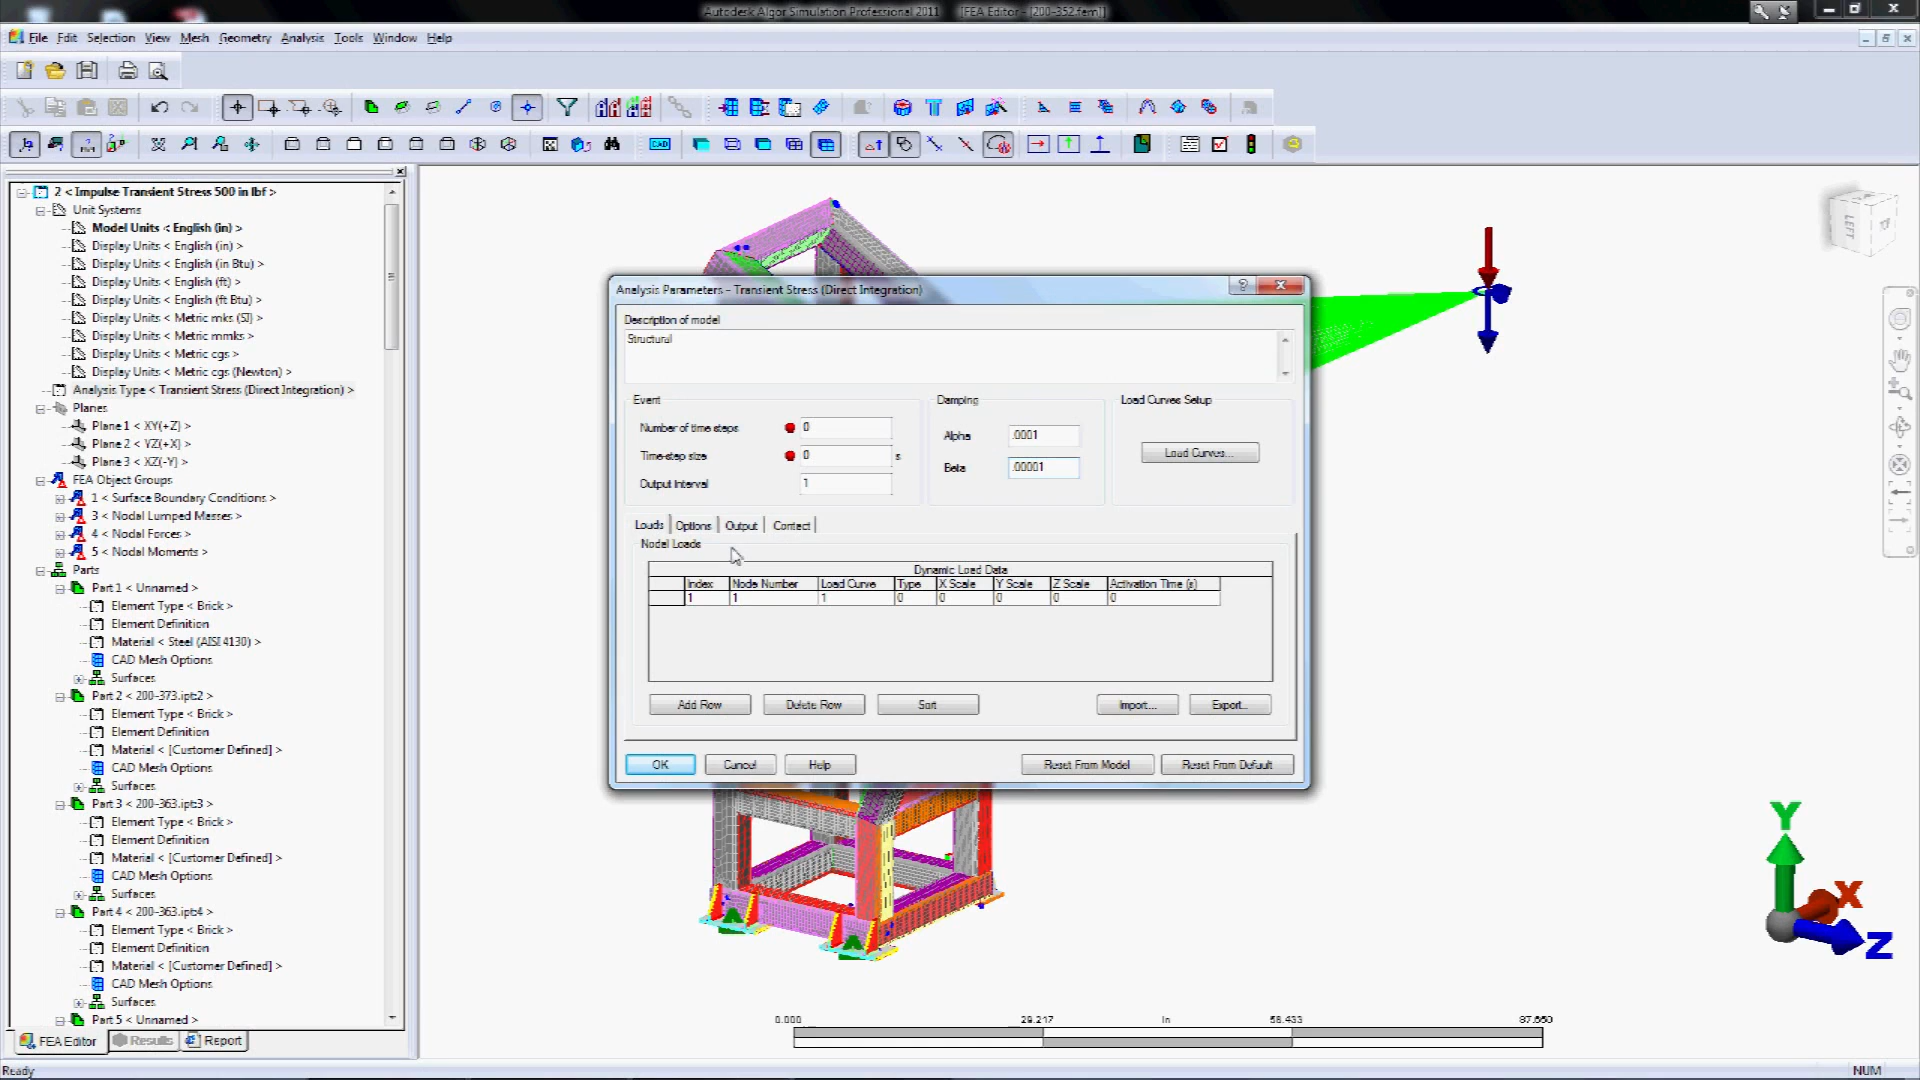 Autodesk Algor Simulation Professional 2011 [FEA Editor - [200-352.fem]]
File Edit Selection View Mesh Geometry Analysis Tools Window Help
CAD
2 < Impulse Transient Stress 500 in lbf >
Unit Systems
Model Units < English (in) >
Display Units < English (in) >
Display Units < English (in Btu) >
Display Units < English (ft) >
Display Units < English (ft Btu) >
Display Units < Metric mks (SI) >
Display Units < Metric mmks >
Display Units < Metric cgs >
Display Units < Metric cgs (Newton) >
Analysis Type < Transient Stress (Direct Integration) >
Planes
Plane 1 < XY(+Z) >
Plane 2 < YZ(+X) >
Plane 3 < XZ(-Y) >
FEA Object Groups
1 < Surface Boundary Conditions >
3 < Nodal Lumped Masses >
4 < Nodal Forces >
5 < Nodal Moments >
Parts
Part 1 < Unnamed >
Element Type < Brick >
Element Definition
Material < Steel (AISI 4130) >
CAD Mesh Options
Surfaces
Part 2 < 200-373.ipt:2 >
Element Type < Brick >
Element Definition
Material < [Customer Defined] >
CAD Mesh Options
Surfaces
Part 3 < 200-363.ipt:3 >
Element Type < Brick >
Element Definition
Material < [Customer Defined] >
CAD Mesh Options
Surfaces
Part 4 < 200-363.ipt:4 >
Element Type < Brick >
Element Definition
Material < [Customer Defined] >
CAD Mesh Options
Surfaces
Part 5 < Unnamed >
FEA Editor Results Report
Analysis Parameters - Transient Stress (Direct Integration)
Description of model
Structural
Event
Number of time steps 0
Time-step size 0 s
Output Interval 1
Damping
Alpha .0001
Beta .00001
Load Curves Setup
Load Curves...
Loads Options Output Contact
Nodal Loads
Dynamic Load Data
Index Node Number Load Curve Type X Scale Y Scale Z Scale Activation Time (s)
1 1 1 0 0 0 0 0
Add Row Delete Row Sort Import... Export...
OK Cancel Help Reset From Model Reset From Default
LEFT
Y
X
Z
0.000 29.217 in 58.433 87.650
Ready NUM